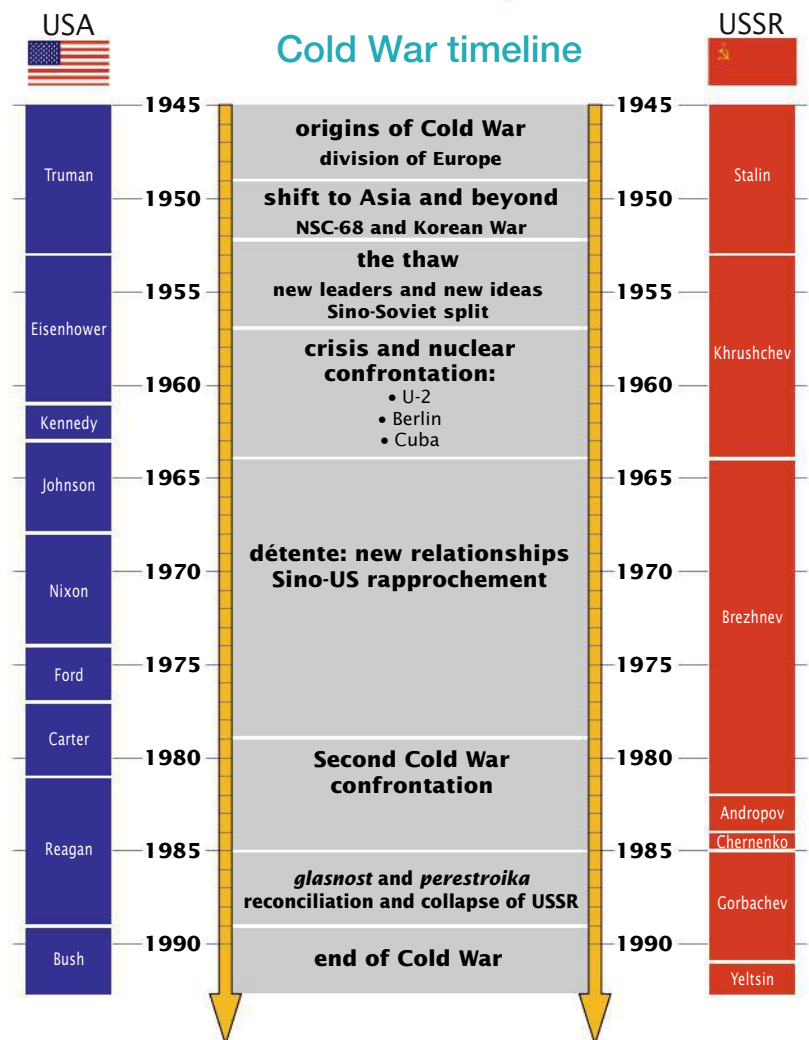 USA
USSR
Cold War timeline
1945
1950
1955
1960
1965
1970
1975
1980
1985
1990
Truman
Eisenhower
Kennedy
Johnson
Nixon
Ford
Carter
Reagan
Bush
origins of Cold War
division of Europe
shift to Asia and beyond
NSC-68 and Korean War
the thaw
new leaders and new ideas
Sino-Soviet split
crisis and nuclear
confrontation:
• U-2
• Berlin
• Cuba
détente: new relationships
Sino-US rapprochement
Second Cold War
confrontation
glasnost and perestroika
reconciliation and collapse of USSR
end of Cold War
1945
1950
1955
1960
1965
1970
1975
1980
1985
1990
Stalin
Khrushchev
Brezhnev
Andropov
Chernenko
Gorbachev
Yeltsin